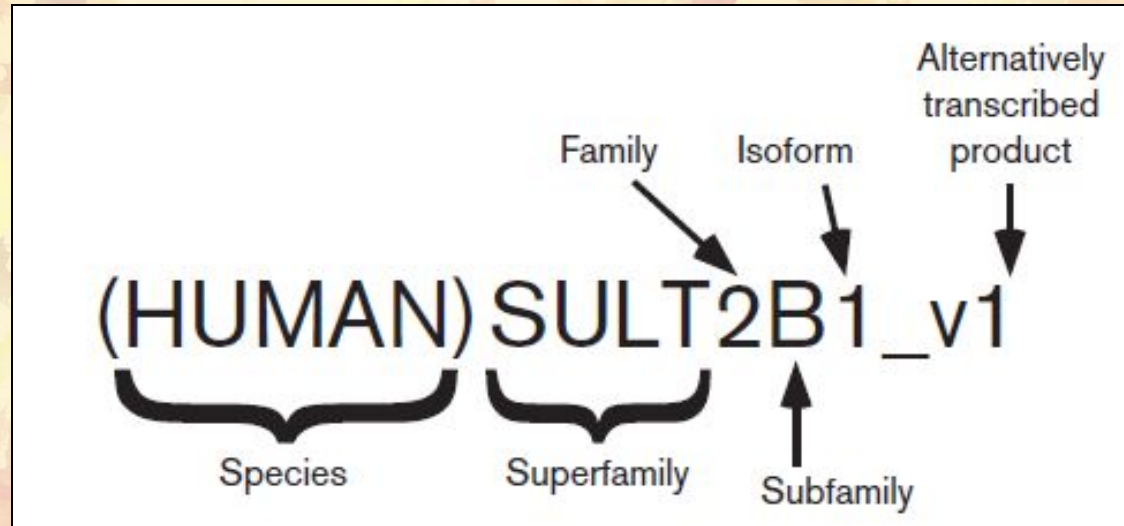 Alternatively
transcribed
product
Family
Isoform
(HUMAN) SULT2B1_v1
Species
Superfamily
Subfamily